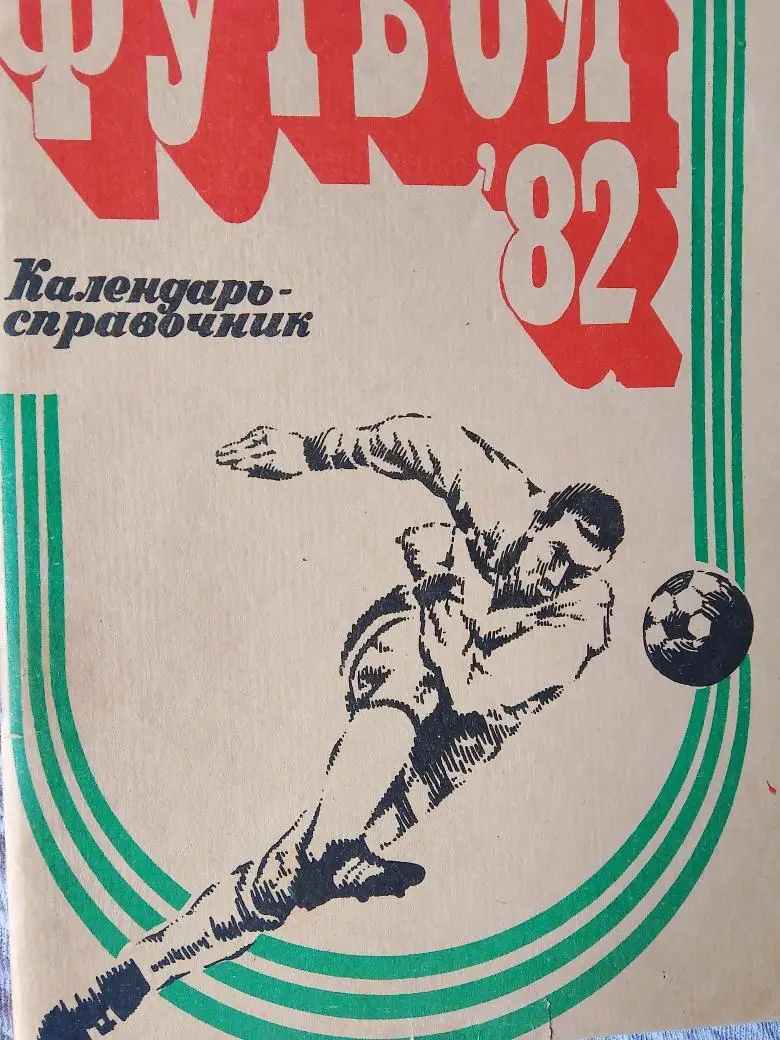 ФУТБОЛ
'82
Календарь-
справочник